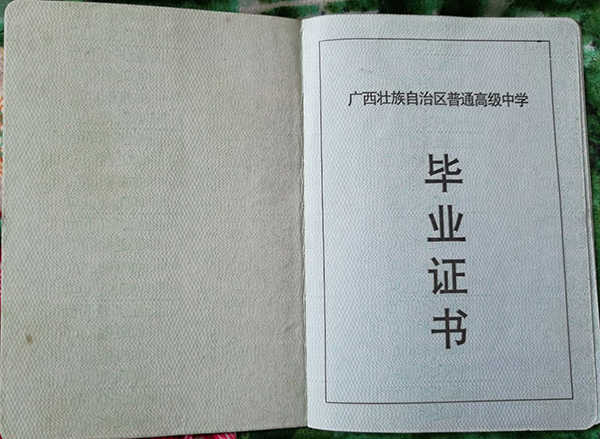 广西壮族自治区普通高级中学
毕
业
证
书